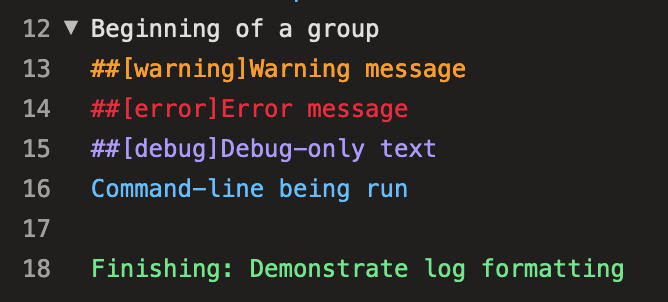 12 ▼ Beginning of a group
13 ##[warning]Warning message
14 ##[error]Error message
15 ##[debug]Debug-only text
16 Command-line being run
17
18 Finishing: Demonstrate log formatting